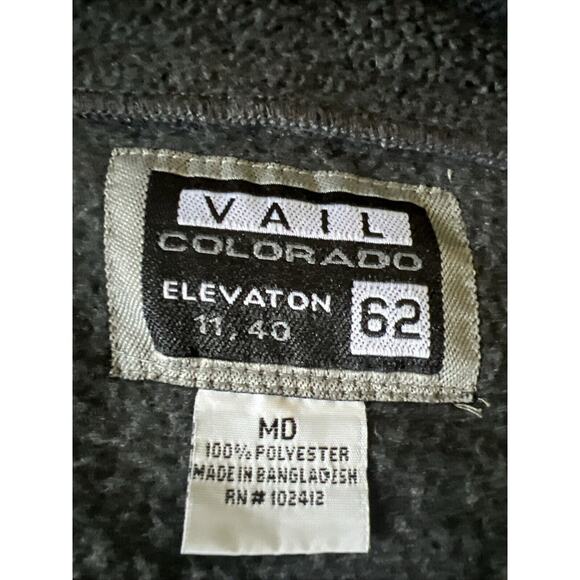 VAIL
COLORADO
ELEVATON
11,40
62
MD
100% POLYESTER
MADE IN BANGLADESH
RN # 102412